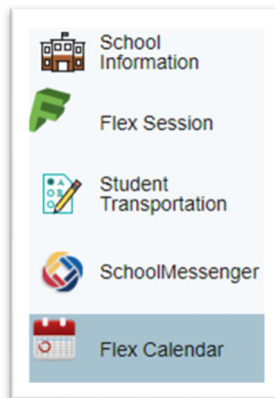 School
Information
Flex Session
Student
Transportation
SchoolMessenger
Flex Calendar